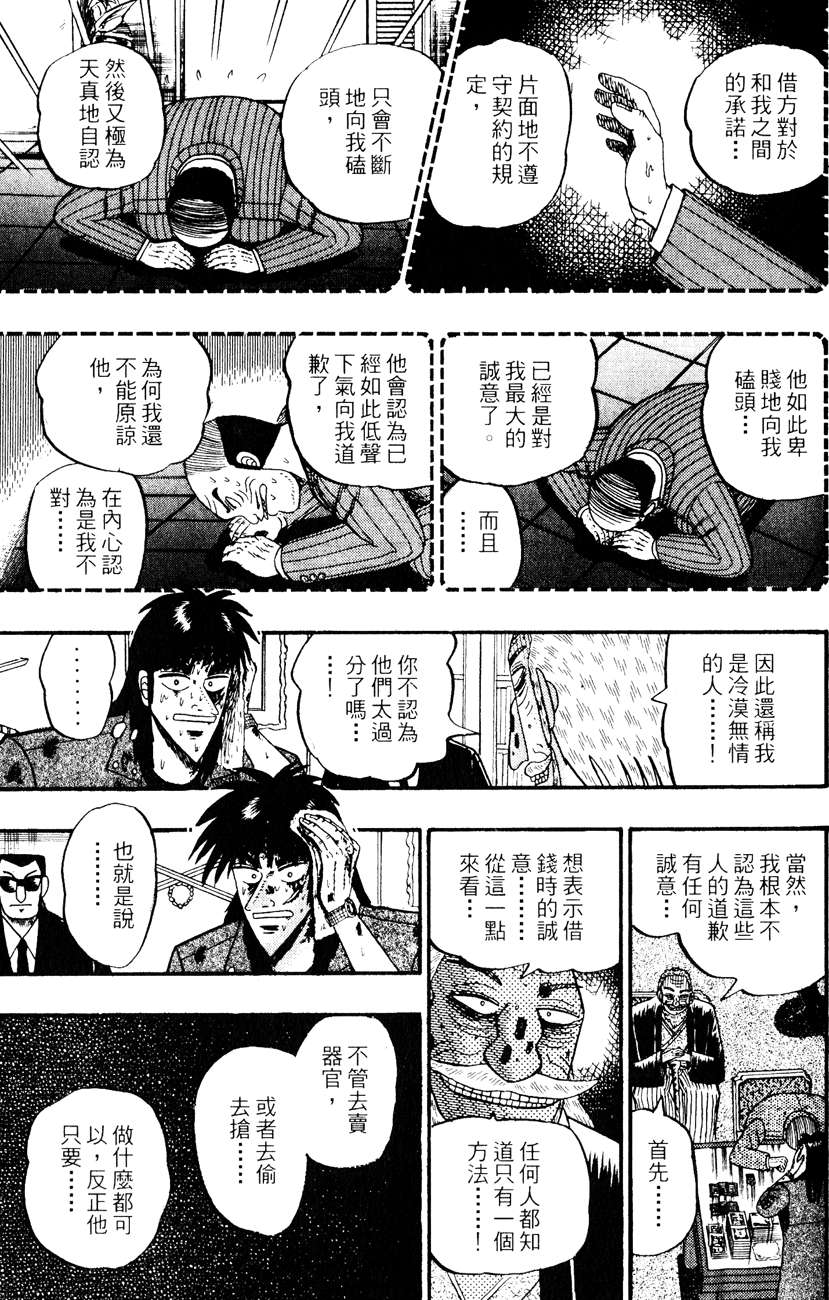 借方對於
和我之間
的承諾…
片面地不遵
守契約的規
定，
只會不斷
地向我磕
頭，
然後又極為
天真地自認
他如此卑
賤地向我
磕頭…
已經是對
我最大的
誠意了。
而且
……
他會認為已
經如此低聲
下氣向我道
歉了，
為何我還
不能原諒
他，
在內心認
為是我不
對……
因此還稱我
是冷漠無情
的人……！
你不認為
他們太過
分了嗎…
…！
……
當然，
我根本不
認為這些
人的道歉
有任何
誠意…
首先……
想表示借
錢時的誠
意………
從這一點
來看…
任何人都知
道只有一個
方法……！
也就是說
……
不管去賣
器官，
或者去偷
去搶……
做什麼都可
以，反正他
只要……